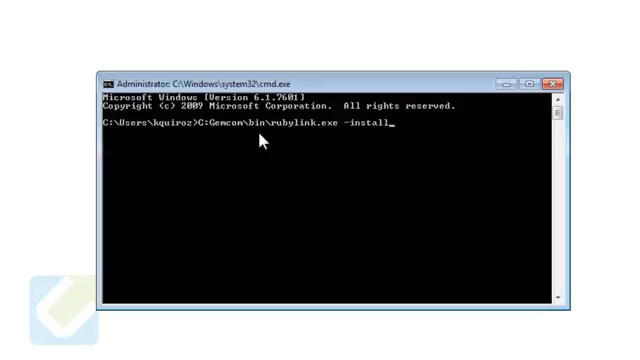 Administrator: C:\Windows\system32\cmd.exe
Microsoft Windows [Version 6.1.7601]
Copyright (c) 2009 Microsoft Corporation.  All rights reserved.
C:\Users\kquiroz>C:Gemcom\bin\rubylink.exe -install_